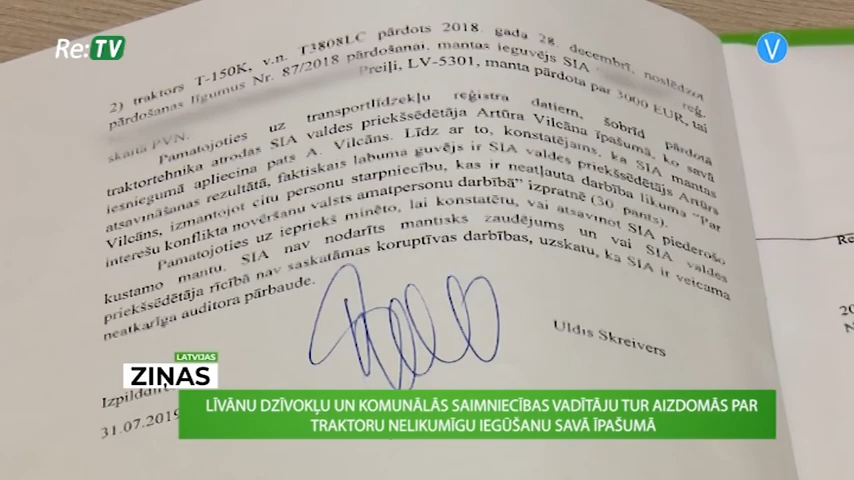 Re:TV
V
2) traktors T-150K, v.n. T3808LC pārdots 2018. gada 28. decembrī, noslēdzot
pārdošanas līgumus Nr. 87/2018 pārdošanai, mantas ieguvējs SIA reģ.
Preiļi, LV-5301, manta pārdota par 3000 EUR, tai
skaitā PVN.
Pamatojoties uz transportlīdzekļu reģistra datiem, šobrīd pārdotā
traktortehnika atrodas SIA valdes priekšsēdētāja Artūra Vilcāna īpašumā, ko savā
iesniegumā apliecina pats A. Vilcāns. Līdz ar to, konstatējams, ka SIA mantas
atsavināšanas rezultātā, faktiskais labuma guvējs ir SIA valdes priekšsēdētājs Artūrs
Vilcāns, izmantojot citu personu starpniecību, kas ir neatļauta darbība likuma "Par
interešu konflikta novēršanu valsts amatpersonu darbībā" izpratnē (30 pants).
Pamatojoties uz iepriekš minēto, lai konstatētu, vai atsavinot SIA piederošo
kustamo mantu. SIA nav nodarīts mantisks zaudējums un vai SIA valdes
priekšsēdētāja rīcībā nav saskatāmas koruptīvas darbības, uzskatu, ka SIA ir veicama
neatkarīga auditora pārbaude.
Uldis Skreivers
LATVIJAS
ZIŅAS
31.07.2019
LĪVĀNU DZĪVOKĻU UN KOMUNĀLĀS SAIMNIECĪBAS VADĪTĀJU TUR AIZDOMĀS PAR
TRAKTORU NELIKUMĪGU IEGŪŠANU SAVĀ ĪPAŠUMĀ